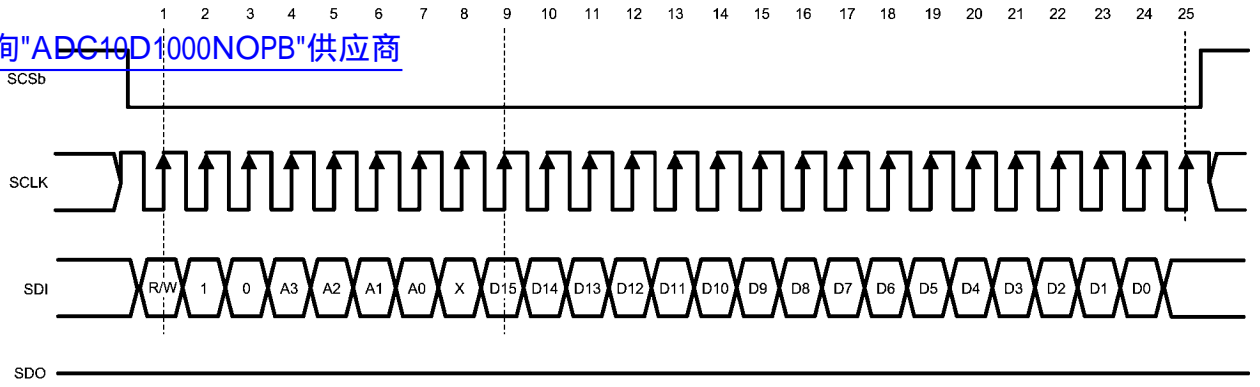 1 2 3 4 5 6 7 8 9 10 11 12 13 14 15 16 17 18 19 20 21 22 23 24 25
询"ADC10D1000NOPB"供应商
SCSb
SCLK
SDI R/W 1 0 A3 A2 A1 A0 X D15 D14 D13 D12 D11 D10 D9 D8 D7 D6 D5 D4 D3 D2 D1 D0
SDO